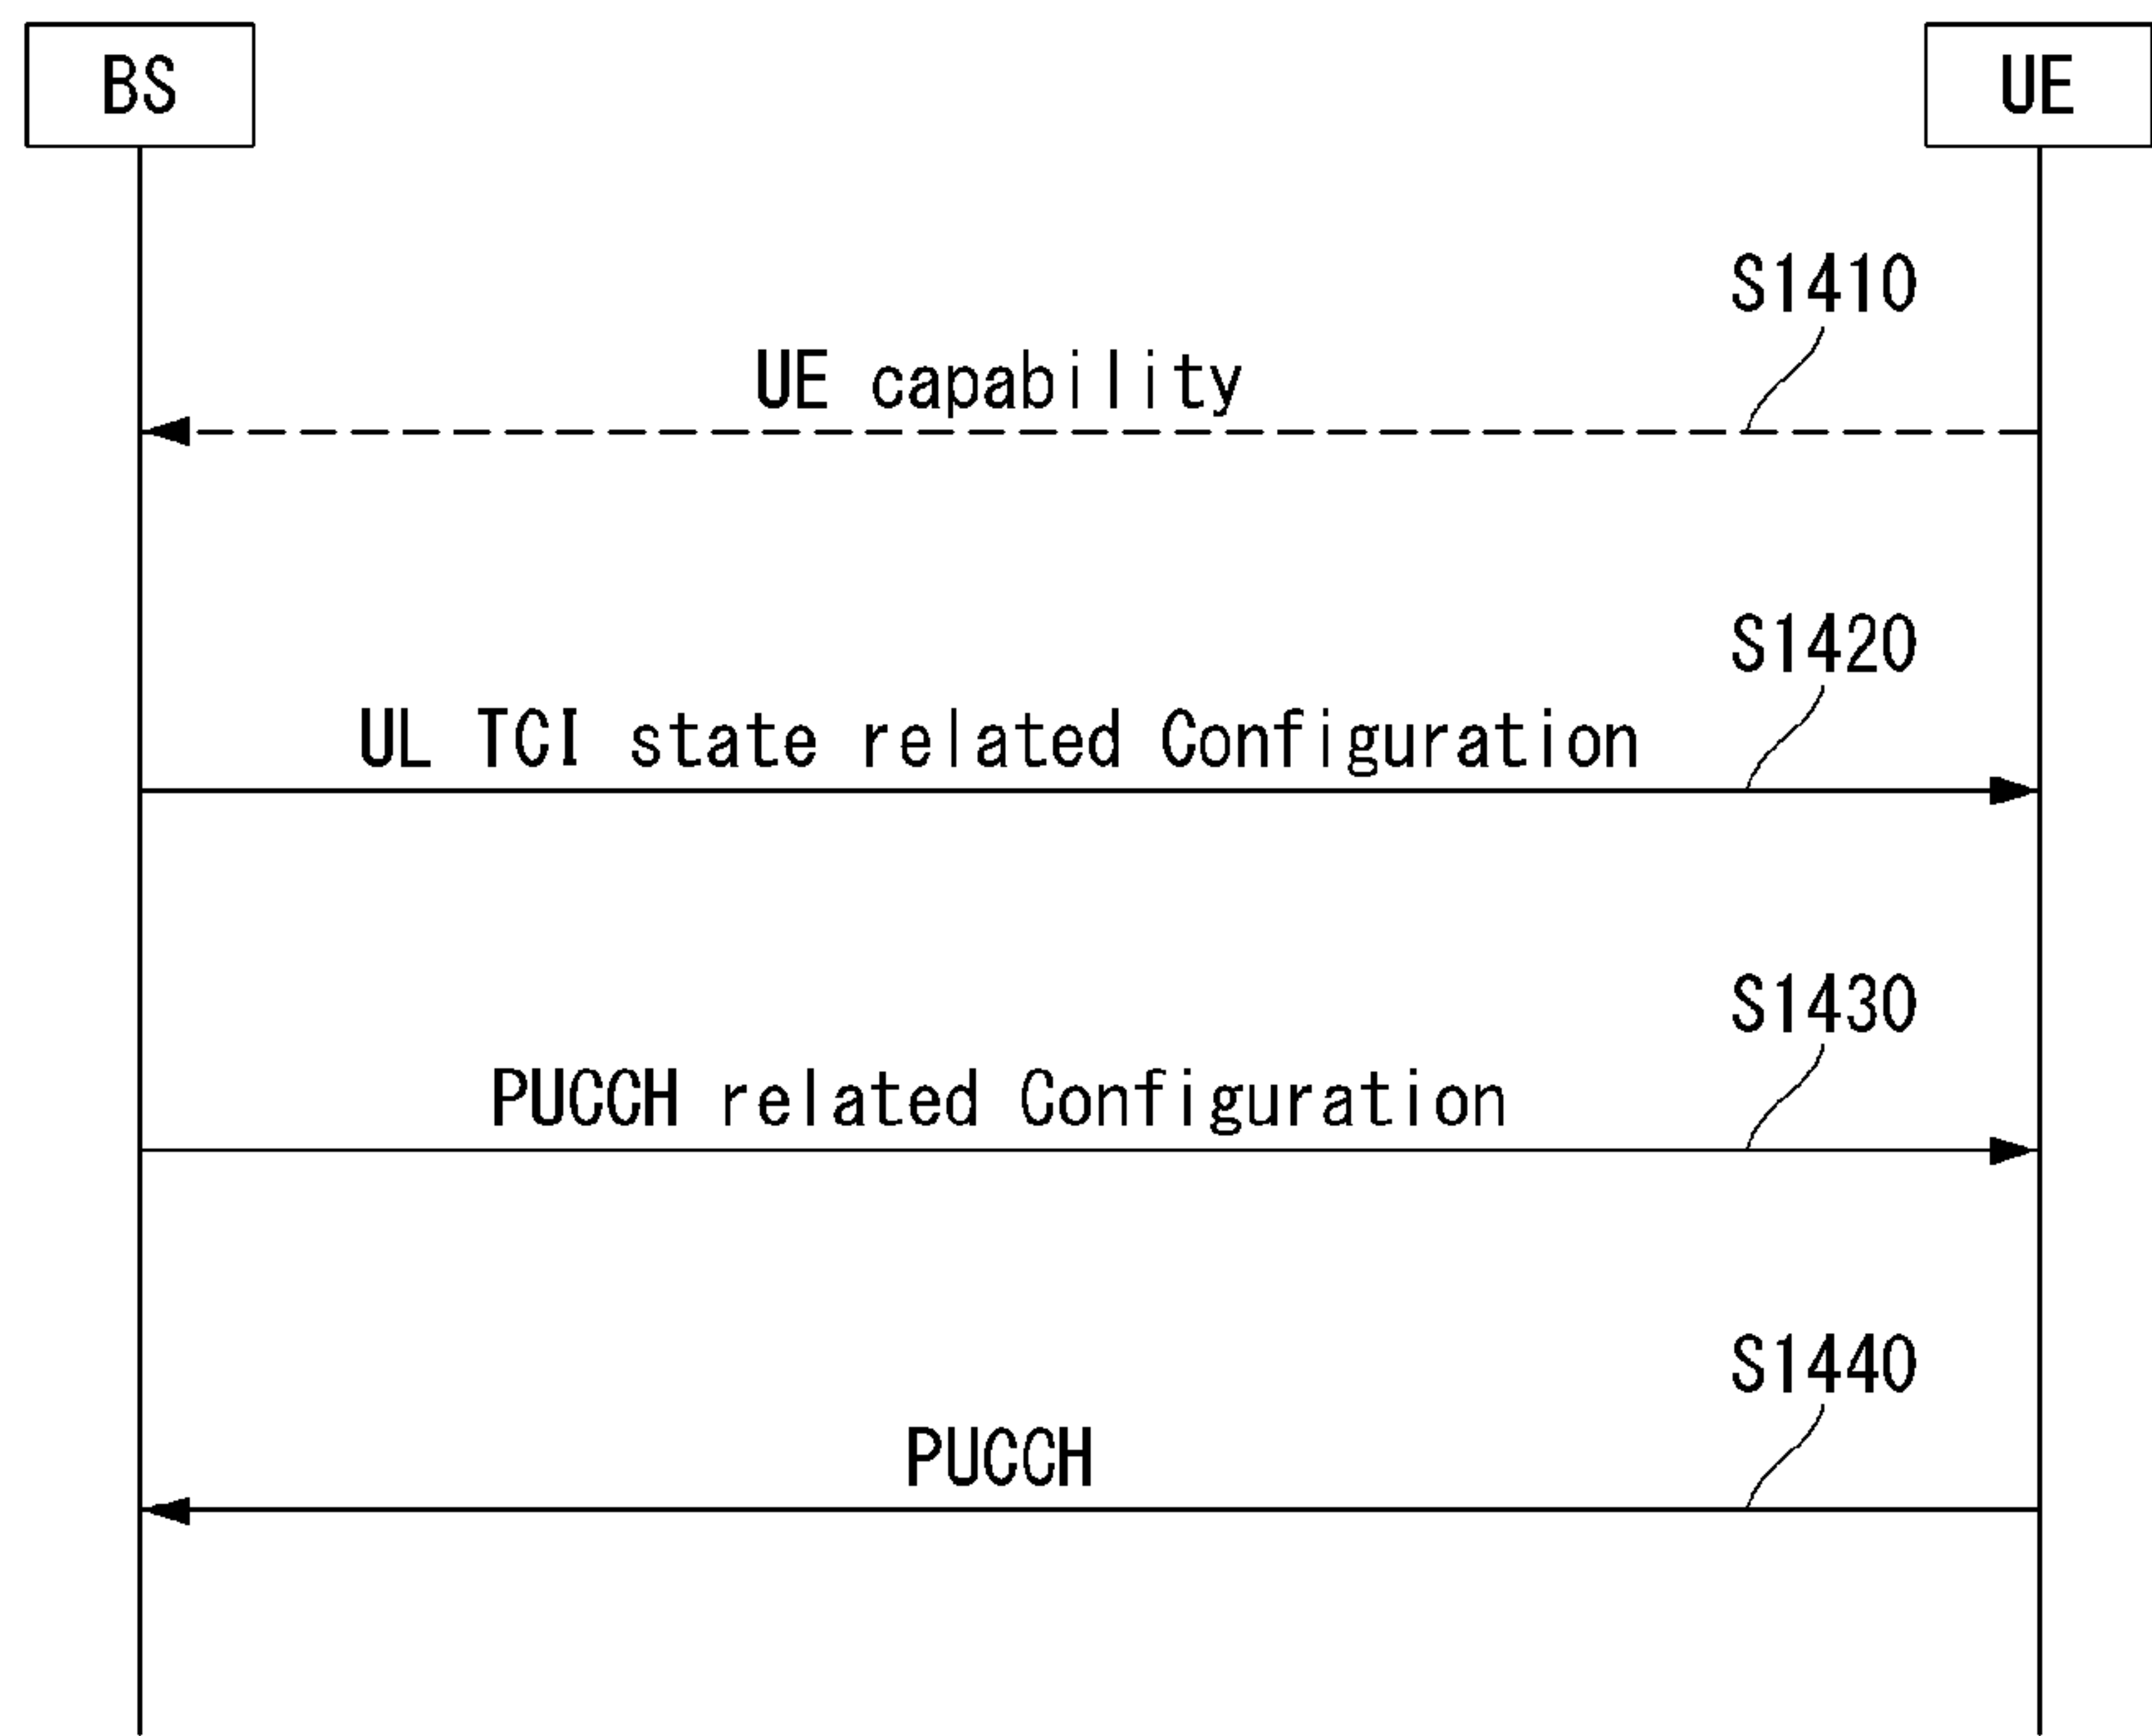 BS
UE
S1410
UE capability
S1420
UL TCI state related Configuration
S1430
PUCCH related Configuration
S1440
PUCCH